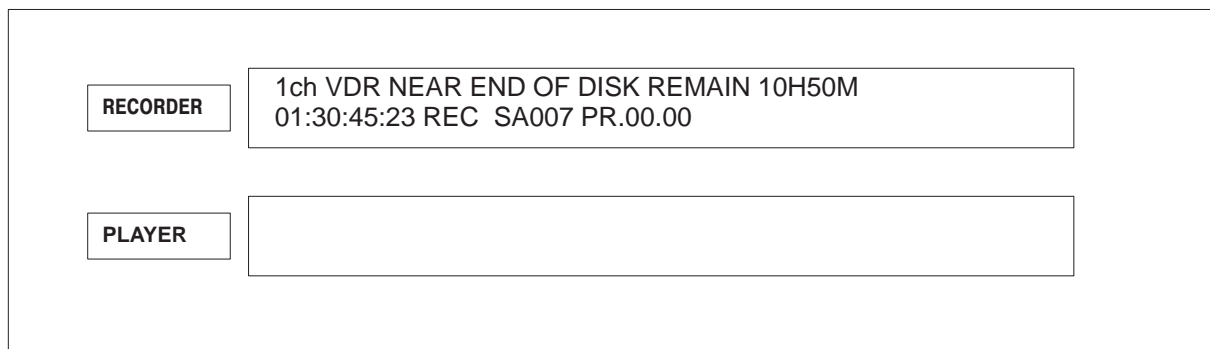 RECORDER
1ch VDR NEAR END OF DISK REMAIN 10H50M
01:30:45:23 REC SA007 PR.00.00
PLAYER